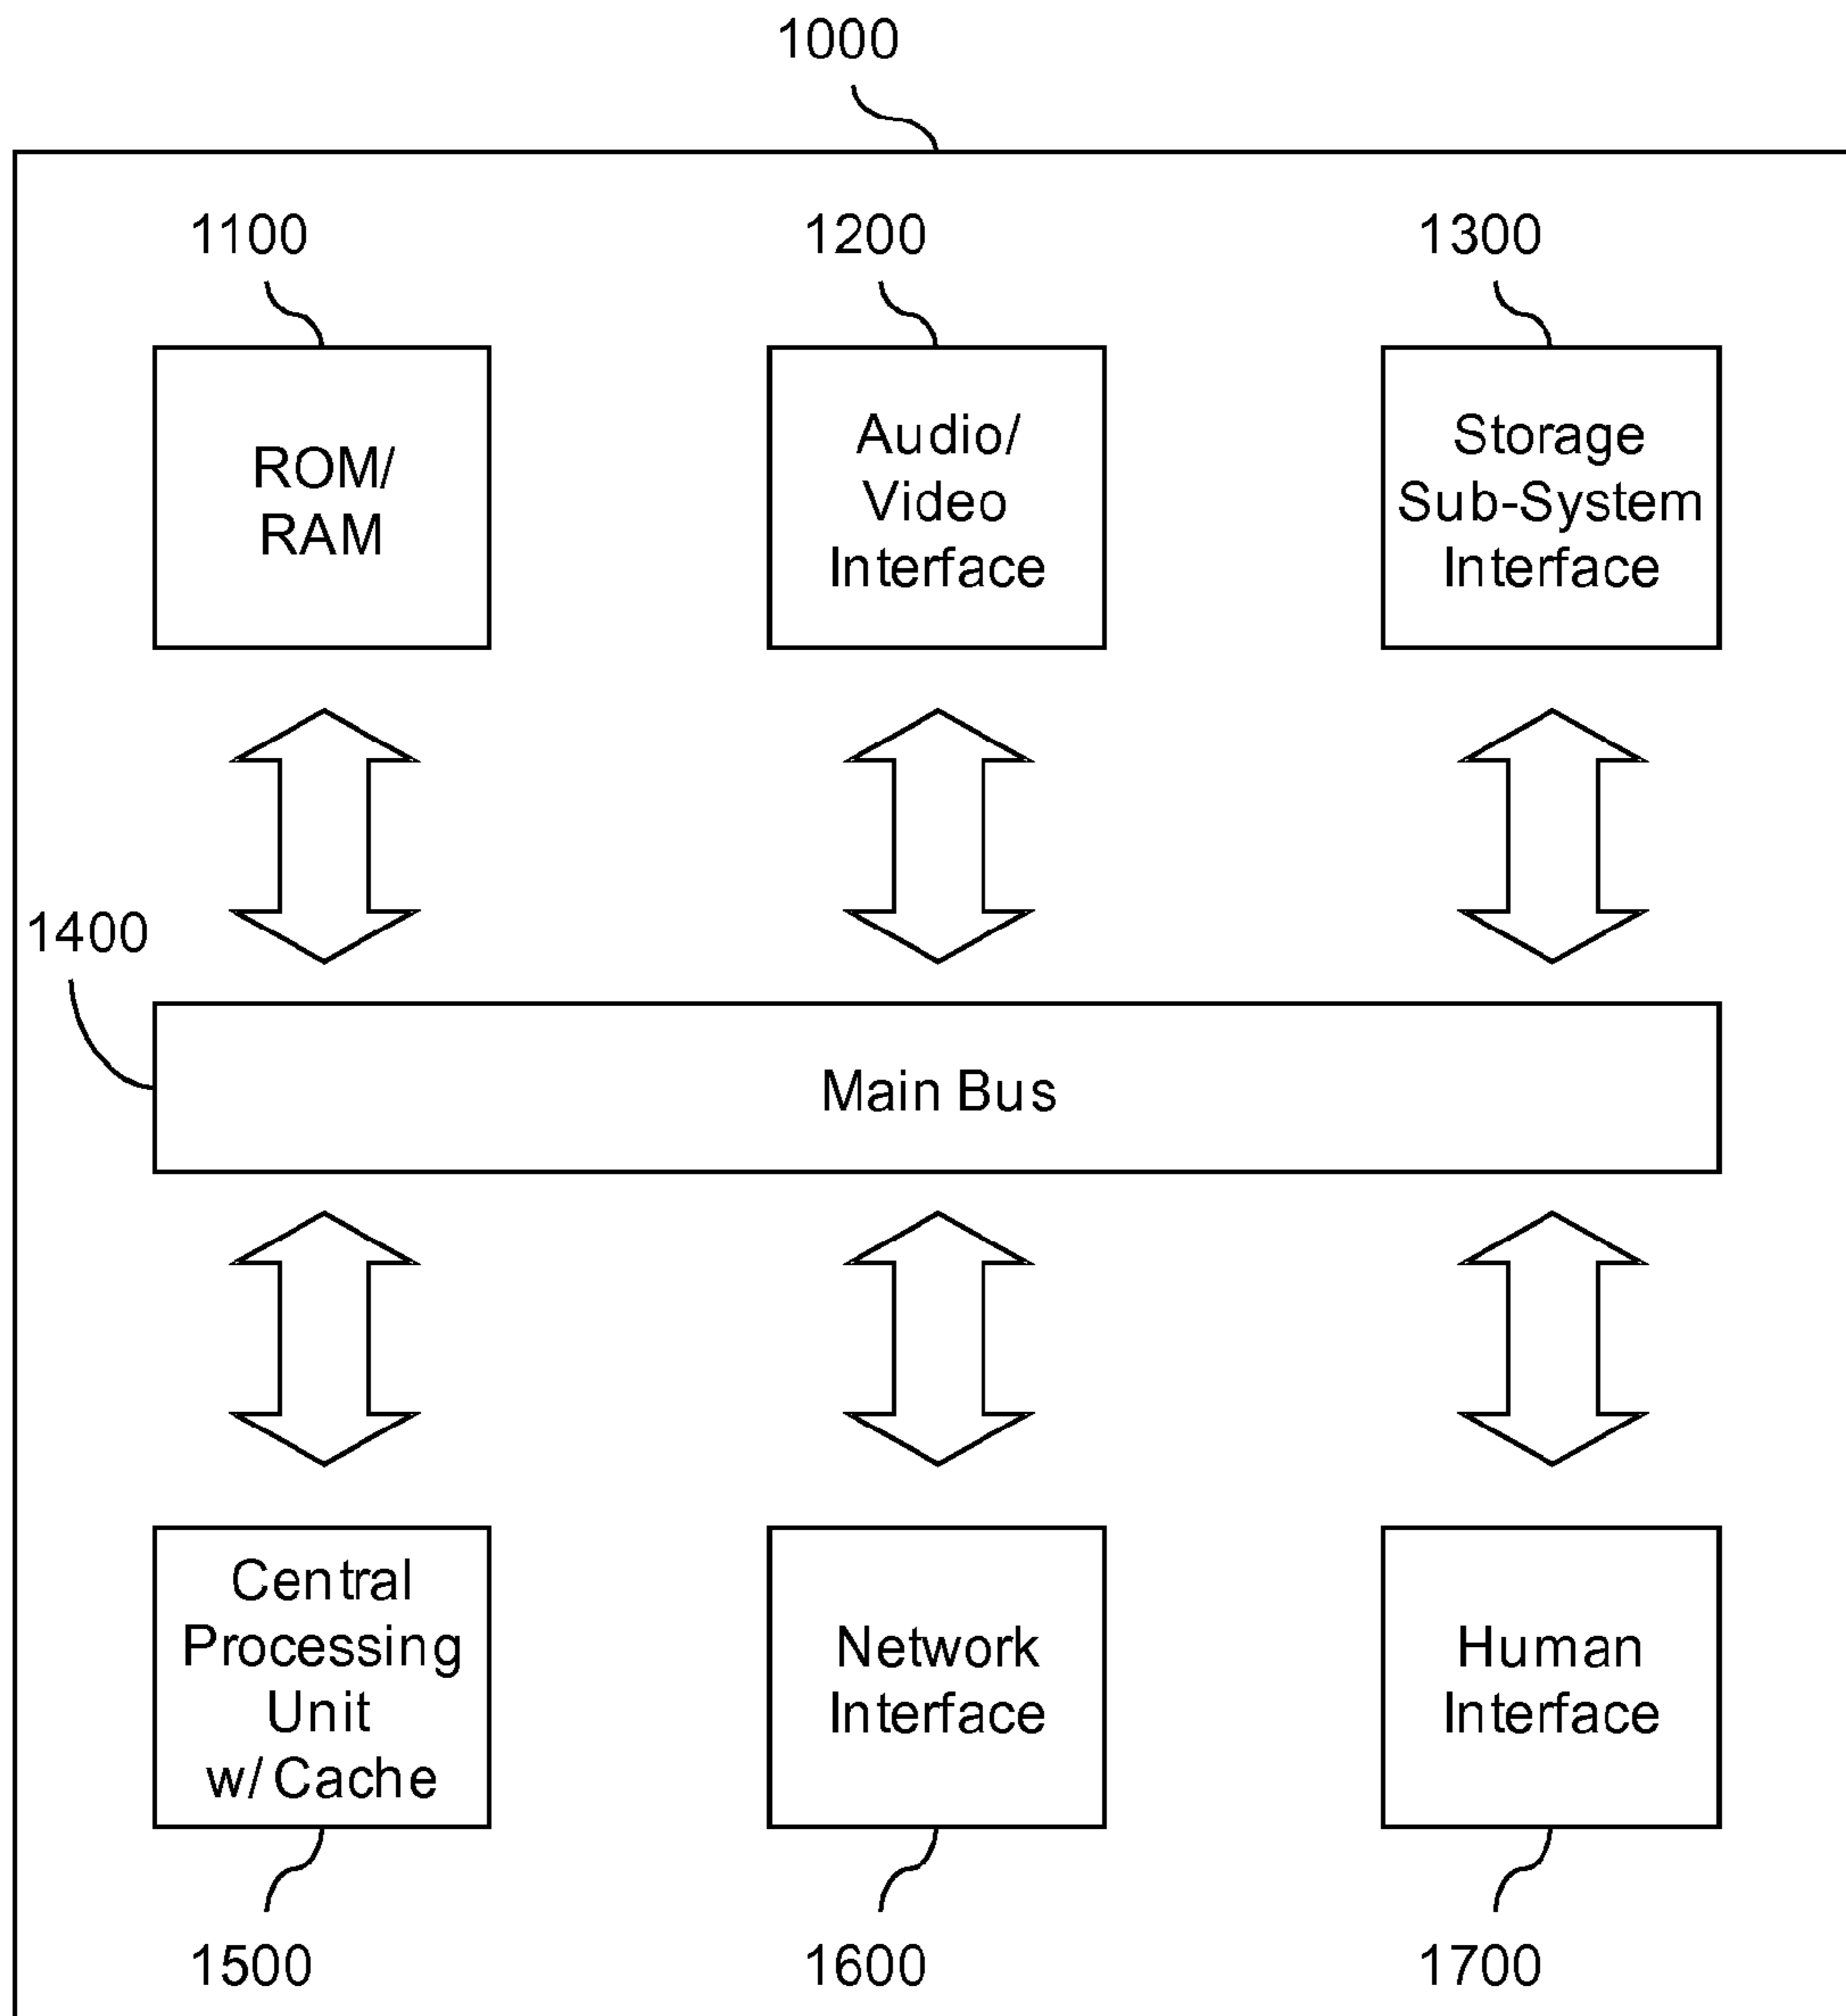 1000
1100
1200
1300
ROM/
RAM
Audio/
Video
Interface
Storage
Sub-System
Interface
1400
Main Bus
Central
Processing
Unit
w/ Cache
Network
Interface
Human
Interface
1500
1600
1700